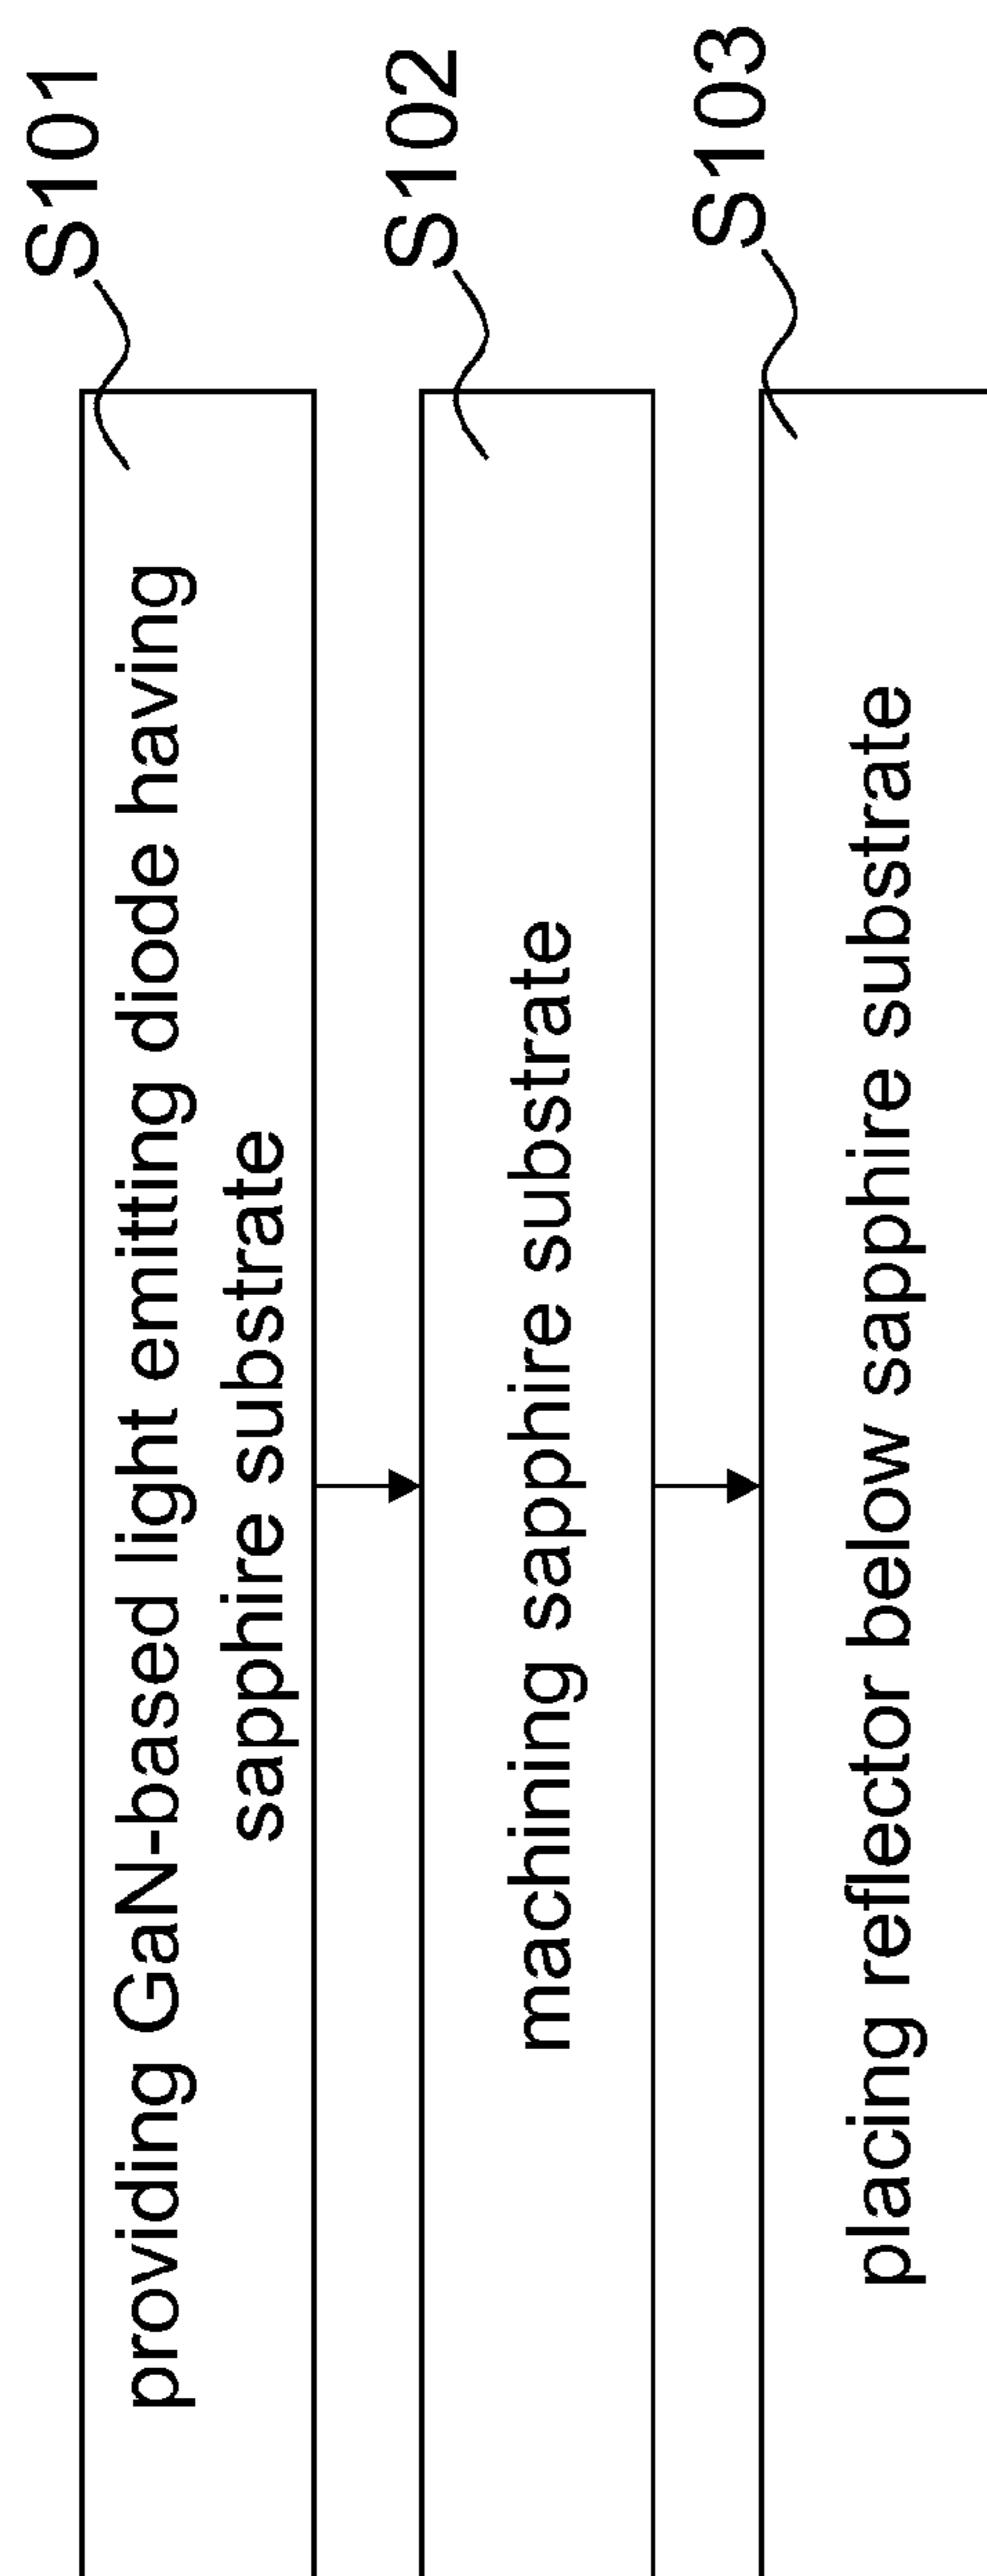 S101
providing GaN-based light emitting diode having
sapphire substrate
S102
machining sapphire substrate
S103
placing reflector below sapphire substrate